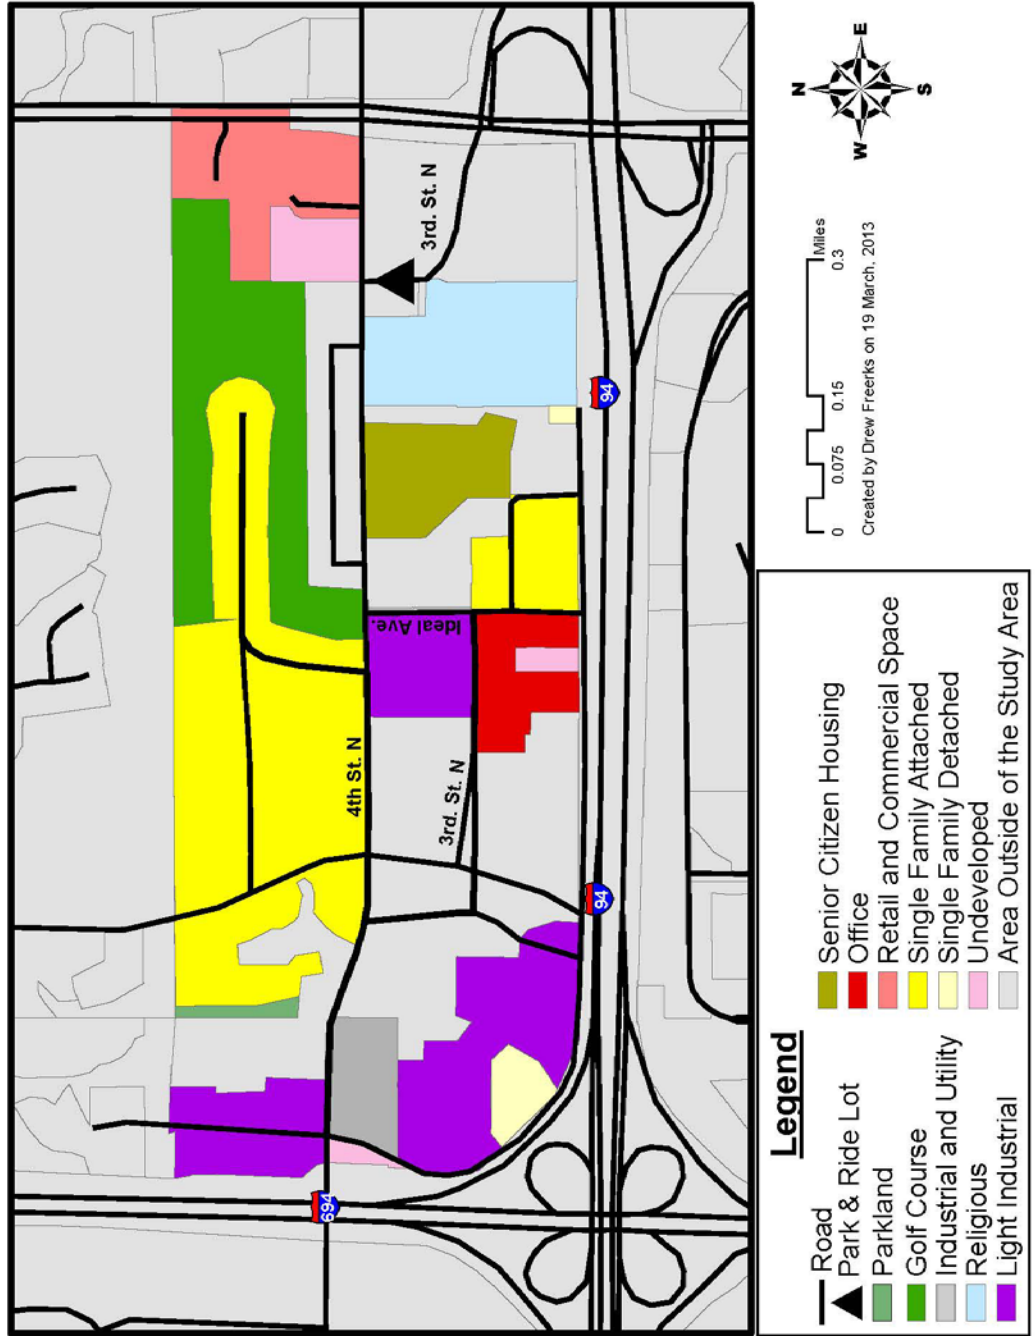 694
94
94
4th St. N
3rd. St. N
Ideal Ave.
3rd. St. N
Legend
Road
Park & Ride Lot
Parkland
Golf Course
Industrial and Utility
Religious
Light Industrial
Senior Citizen Housing
Office
Retail and Commercial Space
Single Family Attached
Single Family Detached
Undeveloped
Area Outside of the Study Area
0 0.075 0.15 0.3
Miles
Created by Drew Freerks on 19 March, 2013
N
W E
S